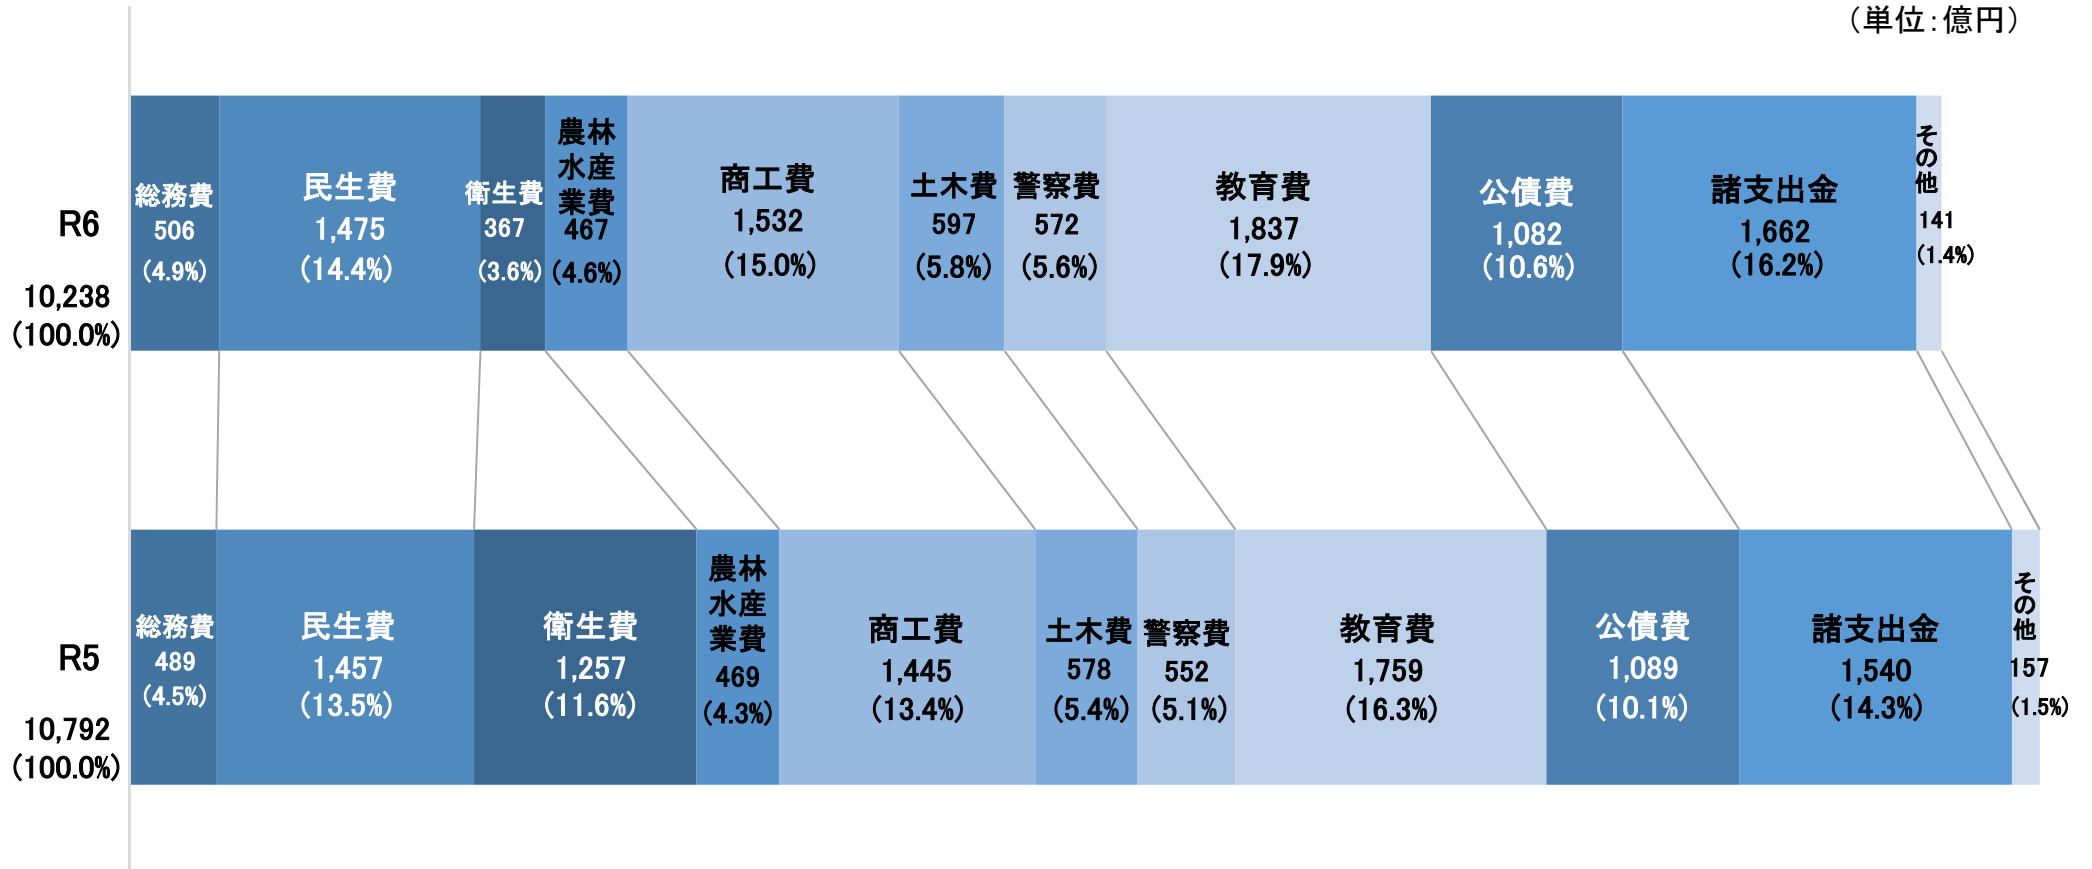 （単位：億円）
R6
10,238
（100.0%）
総務費
506
（4.9%）
民生費
1,475
（14.4%）
衛生費
367
（3.6%）
農林
水産
業費
467
（4.6%）
商工費
1,532
（15.0%）
土木費
597
（5.8%）
警察費
572
（5.6%）
教育費
1,837
（17.9%）
公債費
1,082
（10.6%）
諸支出金
1,662
（16.2%）
その他
141
（1.4%）
R5
10,792
（100.0%）
総務費
489
（4.5%）
民生費
1,457
（13.5%）
衛生費
1,257
（11.6%）
農林
水産
業費
469
（4.3%）
商工費
1,445
（13.4%）
土木費
578
（5.4%）
警察費
552
（5.1%）
教育費
1,759
（16.3%）
公債費
1,089
（10.1%）
諸支出金
1,540
（14.3%）
その他
157
（1.5%）